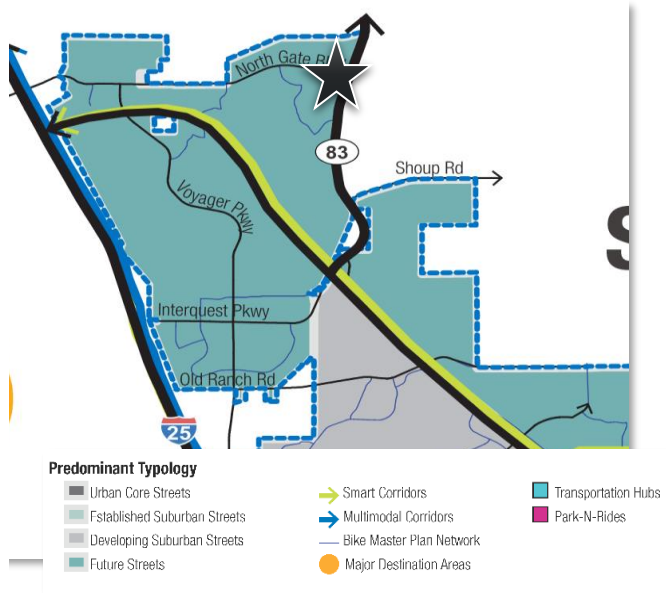 North Gate
83
Shoup Rd
Voyager Pkwy
Interquest Pkwy
Old Ranch Rd
25
Predominant Typology
Urban Core Streets
Established Suburban Streets
Developing Suburban Streets
Future Streets
Smart Corridors
Multimodal Corridors
Bike Master Plan Network
Major Destination Areas
Transportation Hubs
Park-N-Rides